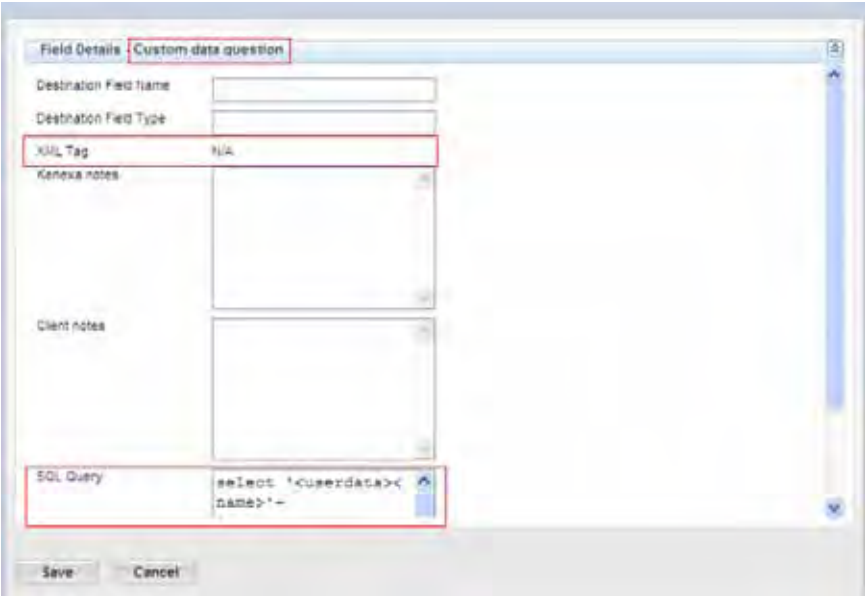 Field Details Custom data question
Destination Field Name
Destination Field Type
XML Tag N/A
Kenexa notes
Client notes
SQL Query select '<userdata><
name>'+
Save Cancel